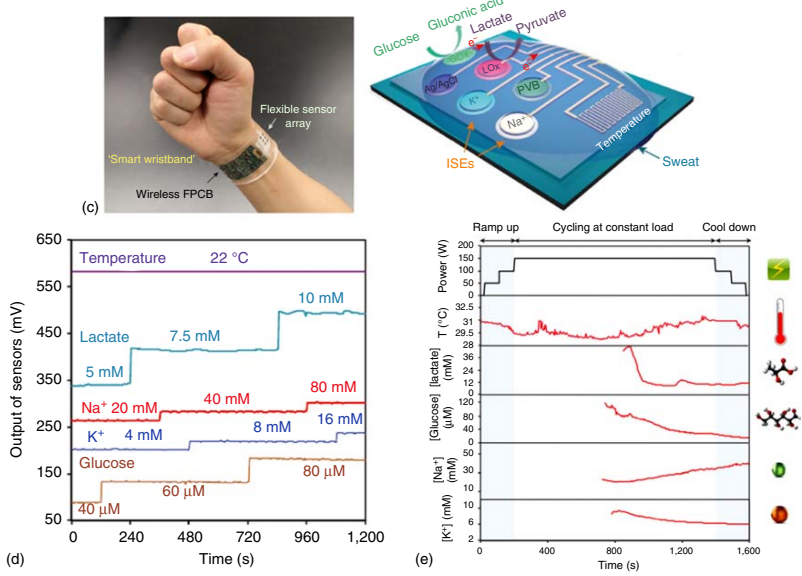 Gluconic acid
Lactate
Glucose
Pyruvate
e⁻
GOx
LOx
e⁻
Ag/AgCl
PVB
K⁺
Na⁺
Temperature
ISEs
Sweat
Flexible sensor
array
'Smart wristband'
Wireless FPCB
(c)
650
550
450
350
250
150
50
Output of sensors (mV)
Temperature 22 °C
10 mM
Lactate 7.5 mM
5 mM
80 mM
Na⁺ 20 mM 40 mM
16 mM
K⁺ 4 mM 8 mM
Glucose
80 μM
60 μM
40 μM
0 240 480 720 960 1,200
Time (s)
(d)
Ramp up Cycling at constant load Cool down
Power (W)
200
150
100
50
0
T (°C)
32.5
31
29.5
28
[lactate]
(mM)
36
24
12
0
[Glucose]
(μM)
120
80
40
0
[Na⁺]
(mM)
50
30
10
[K⁺] (mM)
10
6
2
0 400 800 1,200 1,600
Time (s)
(e)